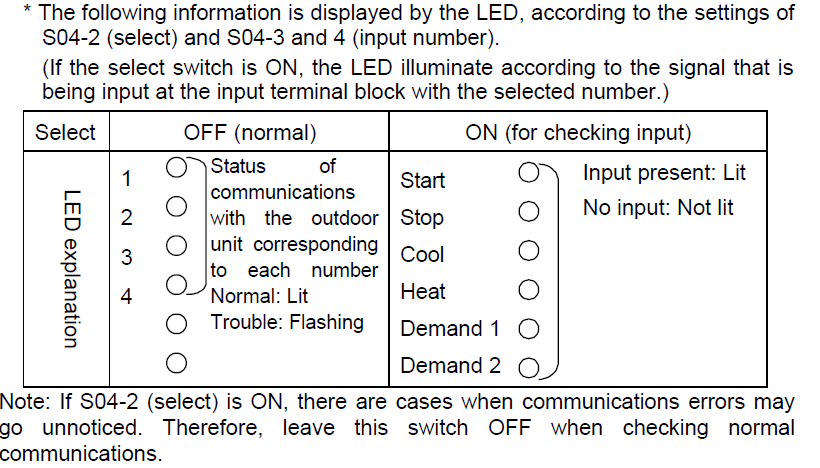 * The following information is displayed by the LED, according to the settings of
S04-2 (select) and S04-3 and 4 (input number).
(If the select switch is ON, the LED illuminate according to the signal that is
being input at the input terminal block with the selected number.)
Select
OFF (normal)
ON (for checking input)
LED explanation
1
2
3
4
Status of
communications
with the outdoor
unit corresponding
to each number
Normal: Lit
Trouble: Flashing
Start
Stop
Cool
Heat
Demand 1
Demand 2
Input present: Lit
No input: Not lit
Note: If S04-2 (select) is ON, there are cases when communications errors may
go unnoticed. Therefore, leave this switch OFF when checking normal
communications.